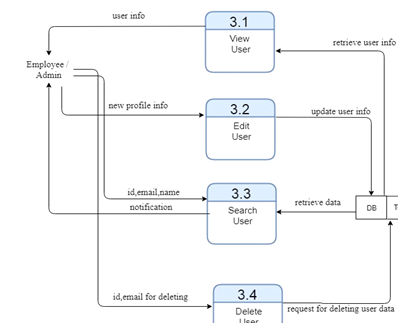 user info
3.1
View
User
retrieve user info
Employee /
Admin
new profile info
3.2
Edit
User
update user info
id,email,name
notification
3.3
Search
User
retrieve data
DB
T
id,email for deleting
3.4
Delete
User
request for deleting user data